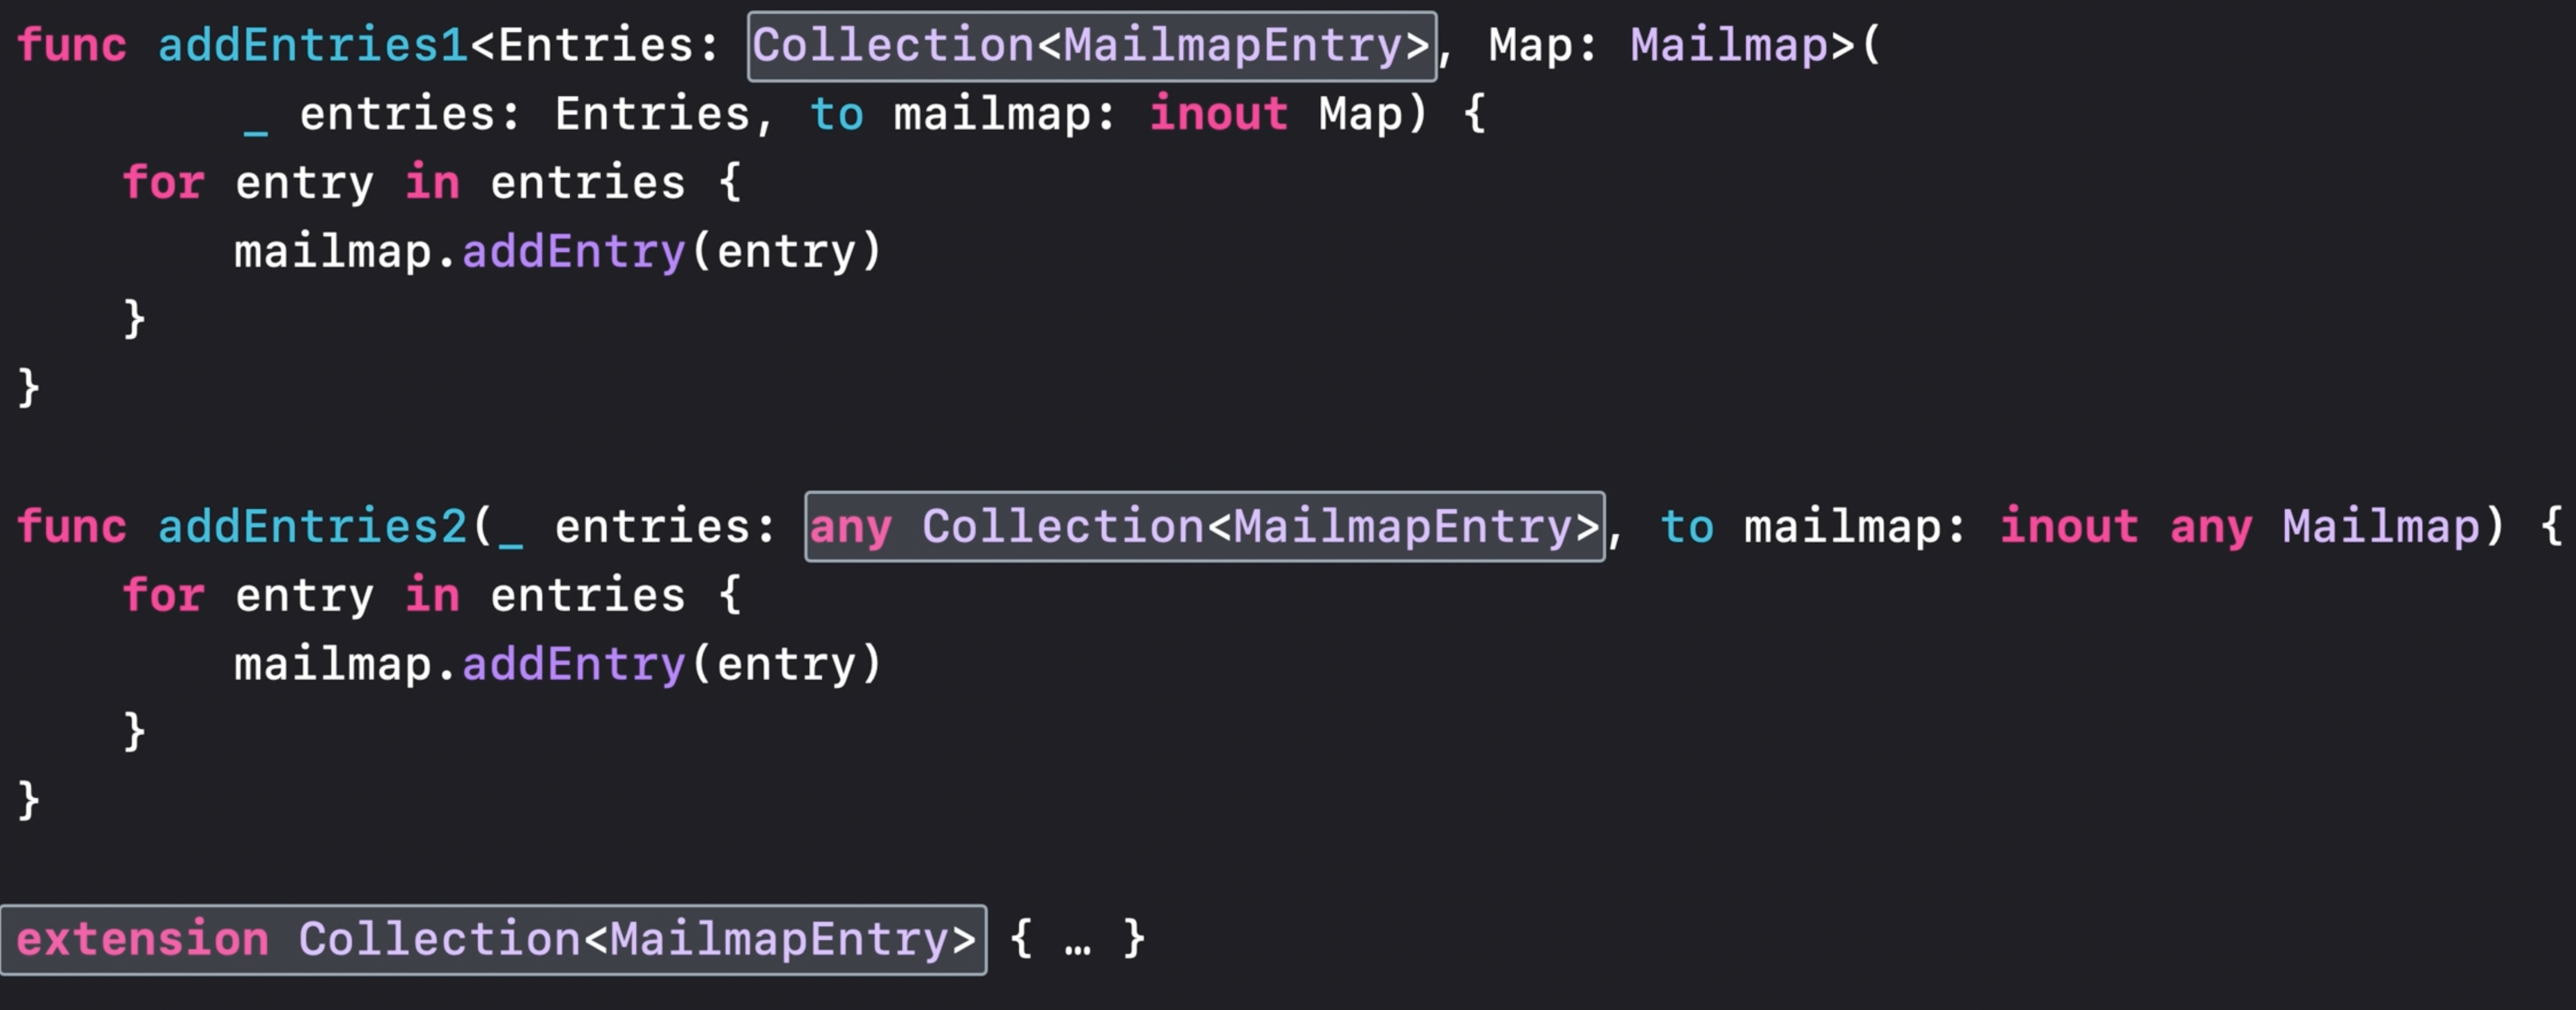 func addEntries1<Entries: Collection<MailmapEntry>, Map: Mailmap>(
        _ entries: Entries, to mailmap: inout Map) {
    for entry in entries {
        mailmap.addEntry(entry)
    }
}
func addEntries2(_ entries: any Collection<MailmapEntry>, to mailmap: inout any Mailmap) {
    for entry in entries {
        mailmap.addEntry(entry)
    }
}
extension Collection<MailmapEntry> { … }